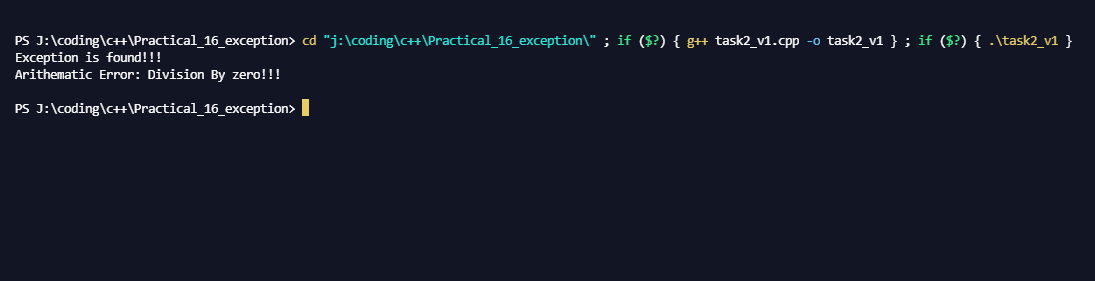 PS J:\coding\c++\Practical_16_exception> cd "j:\coding\c++\Practical_16_exception\" ; if ($?) { g++ task2_v1.cpp -o task2_v1 } ; if ($?) { .\task2_v1 }
Exception is found!!!
Arithematic Error: Division By zero!!!
PS J:\coding\c++\Practical_16_exception>